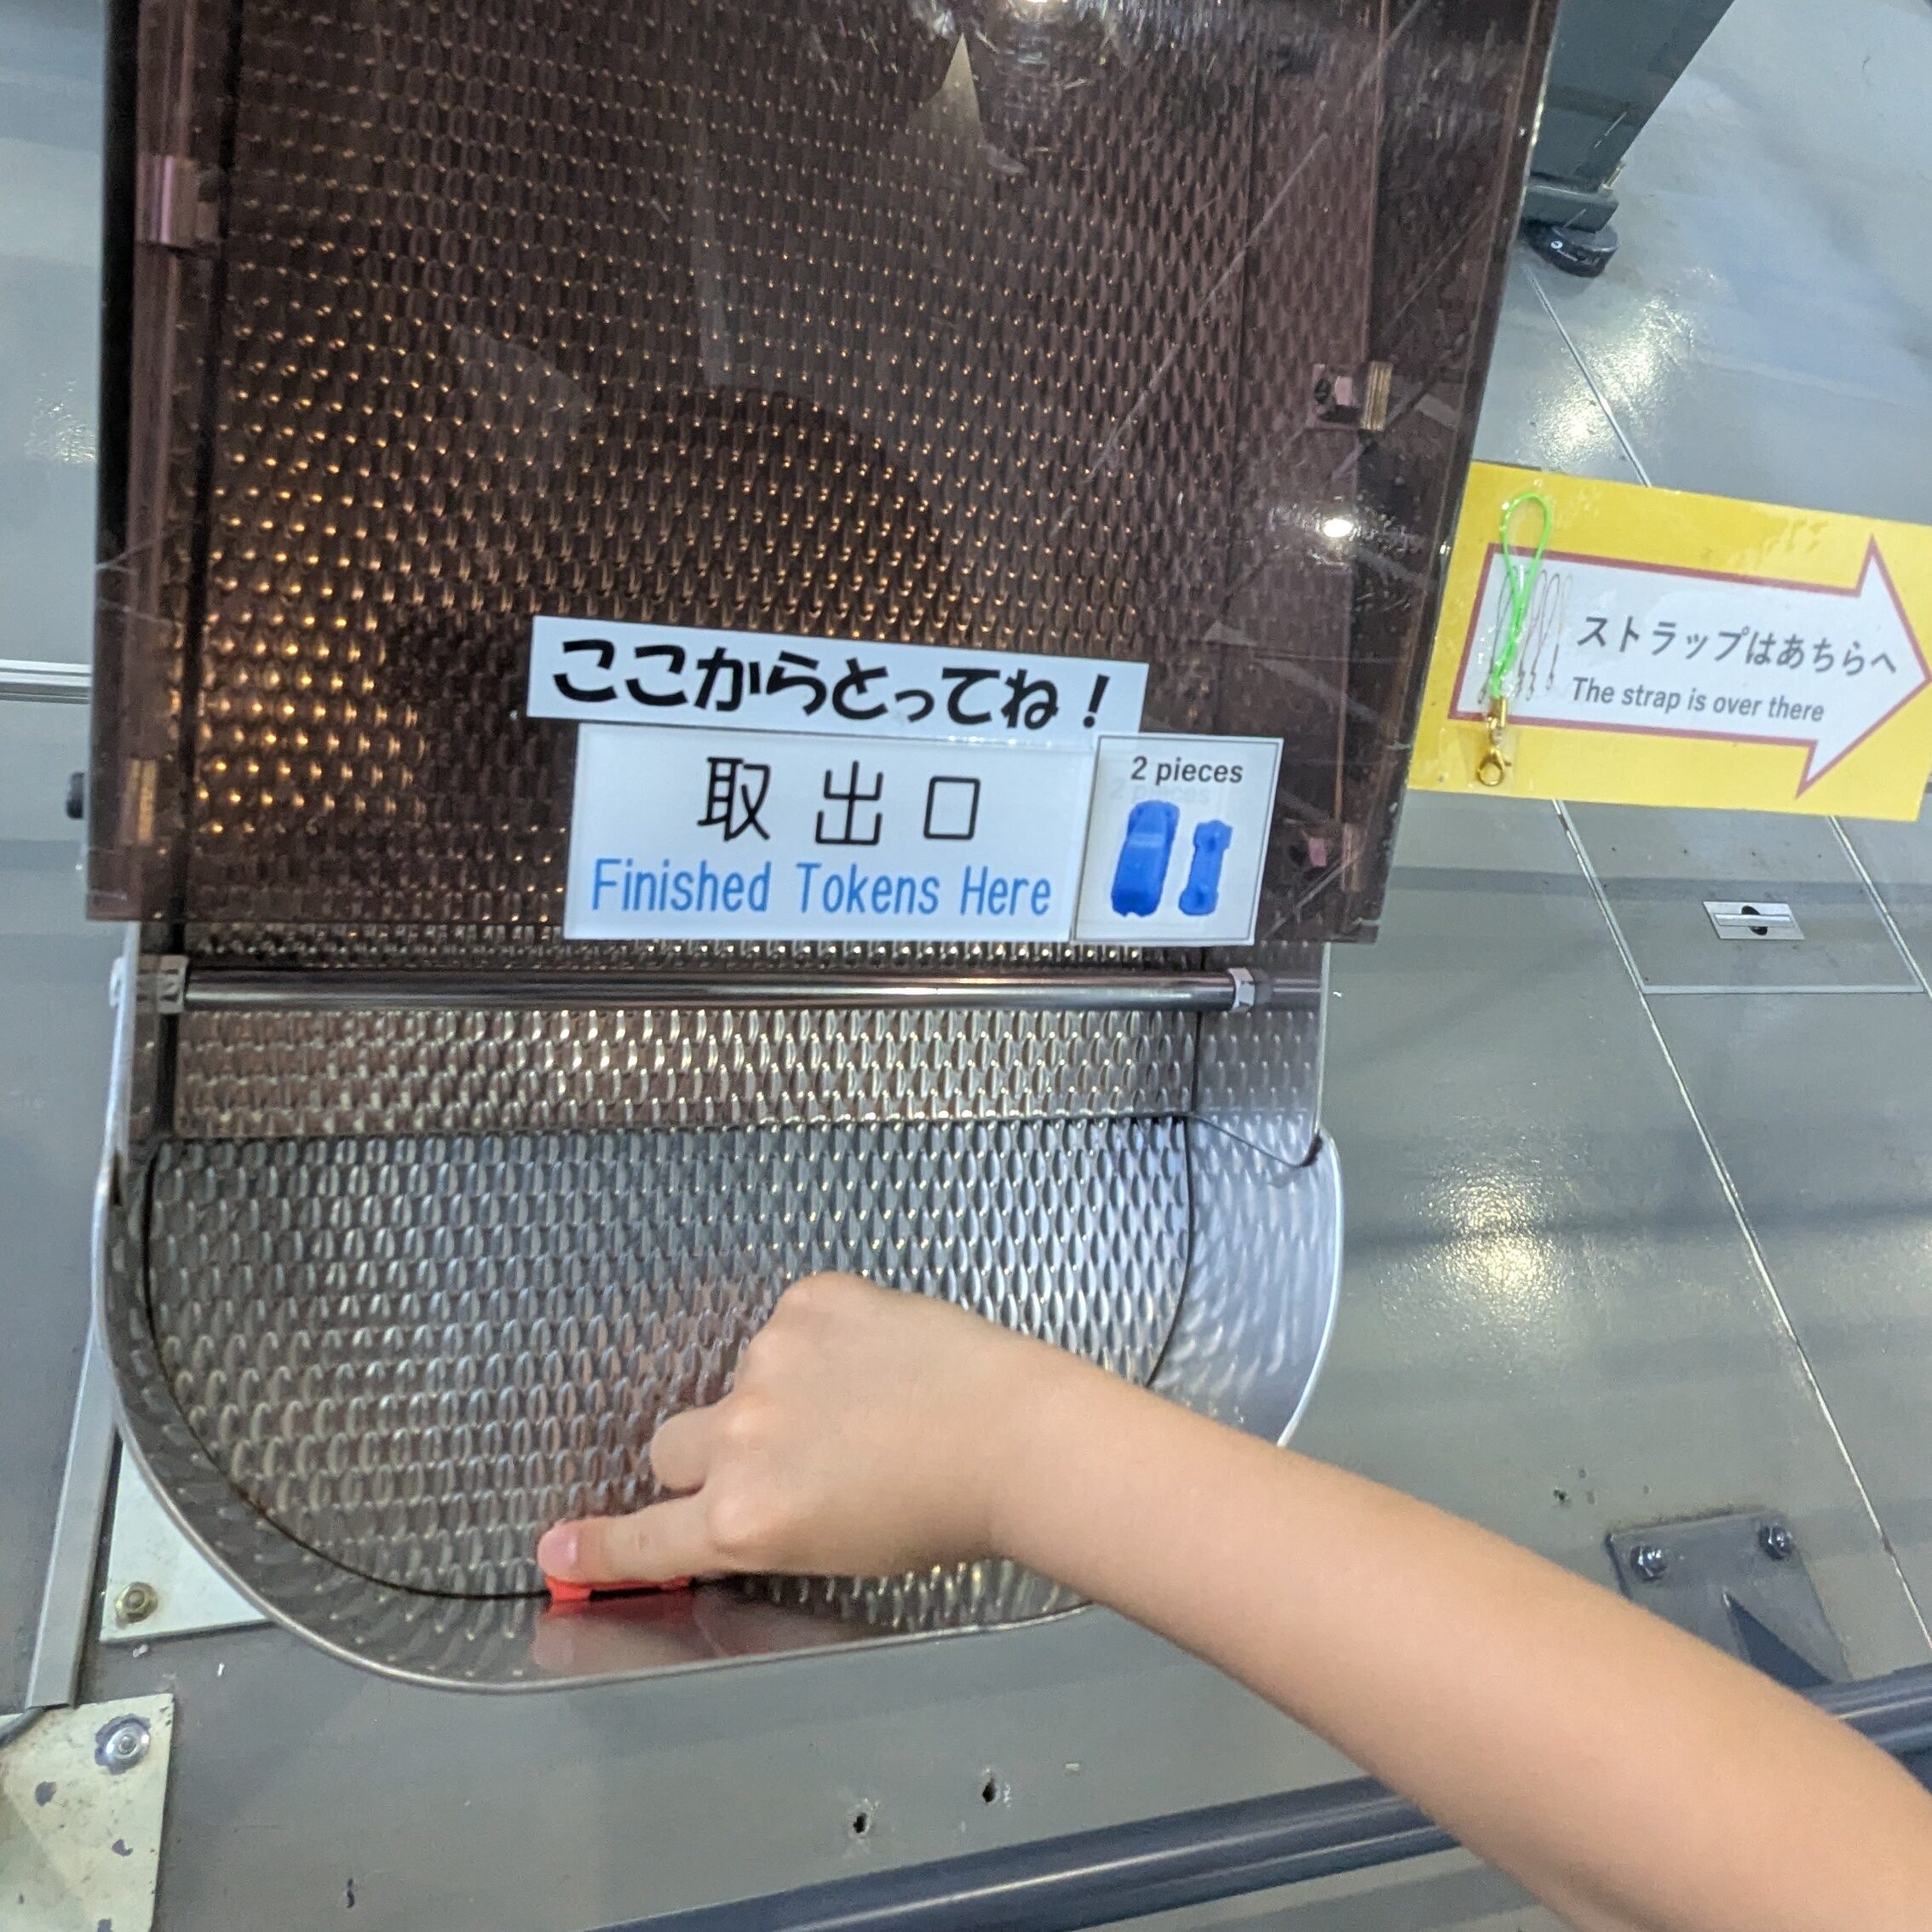 ここからとってね！
取出口
Finished Tokens Here
2 pieces
ストラップはあちらへ
The strap is over there